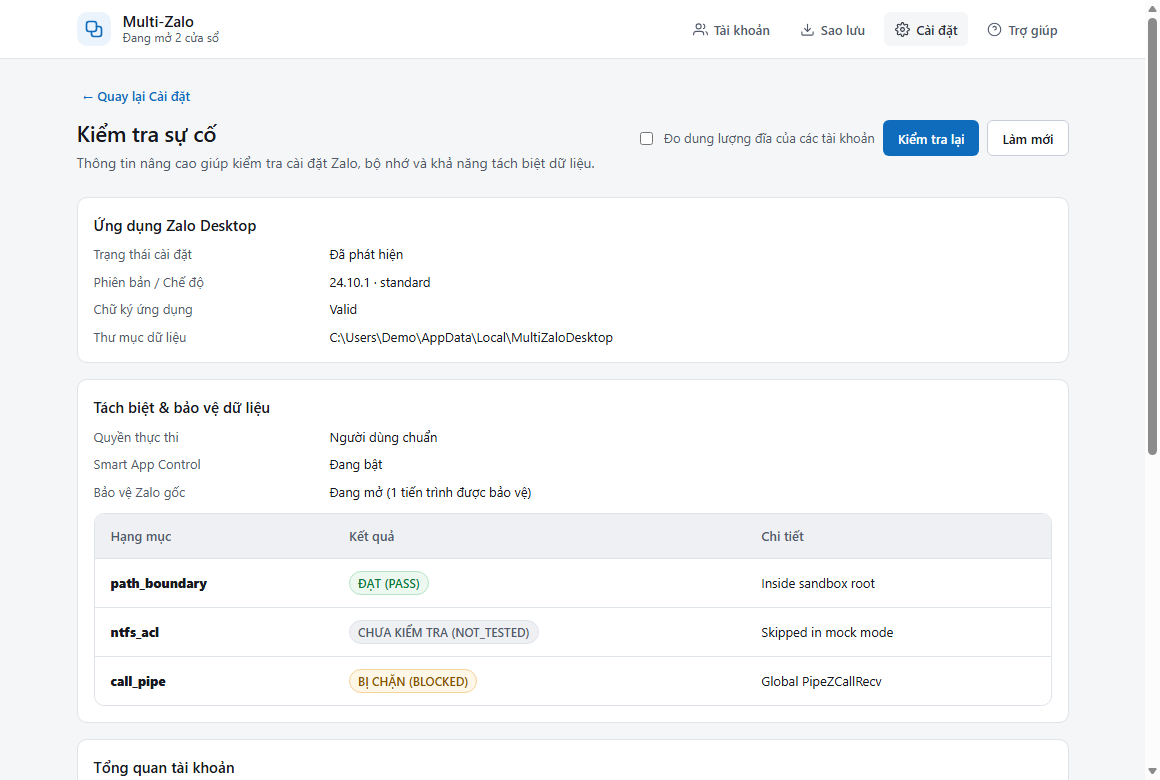 Multi-Zalo
Đang mở 2 cửa sổ
Tài khoản
Sao lưu
Cài đặt
Trợ giúp
← Quay lại Cài đặt
Kiểm tra sự cố
Thông tin nâng cao giúp kiểm tra cài đặt Zalo, bộ nhớ và khả năng tách biệt dữ liệu.
Đo dung lượng đĩa của các tài khoản
Kiểm tra lại
Làm mới
Ứng dụng Zalo Desktop
Trạng thái cài đặt Đã phát hiện
Phiên bản / Chế độ 24.10.1 · standard
Chữ ký ứng dụng Valid
Thư mục dữ liệu C:\Users\Demo\AppData\Local\MultiZaloDesktop
Tách biệt & bảo vệ dữ liệu
Quyền thực thi Người dùng chuẩn
Smart App Control Đang bật
Bảo vệ Zalo gốc Đang mở (1 tiến trình được bảo vệ)
Hạng mục Kết quả Chi tiết
path_boundary ĐẠT (PASS) Inside sandbox root
ntfs_acl CHƯA KIỂM TRA (NOT_TESTED) Skipped in mock mode
call_pipe BỊ CHẶN (BLOCKED) Global PipeZCallRecv
Tổng quan tài khoản